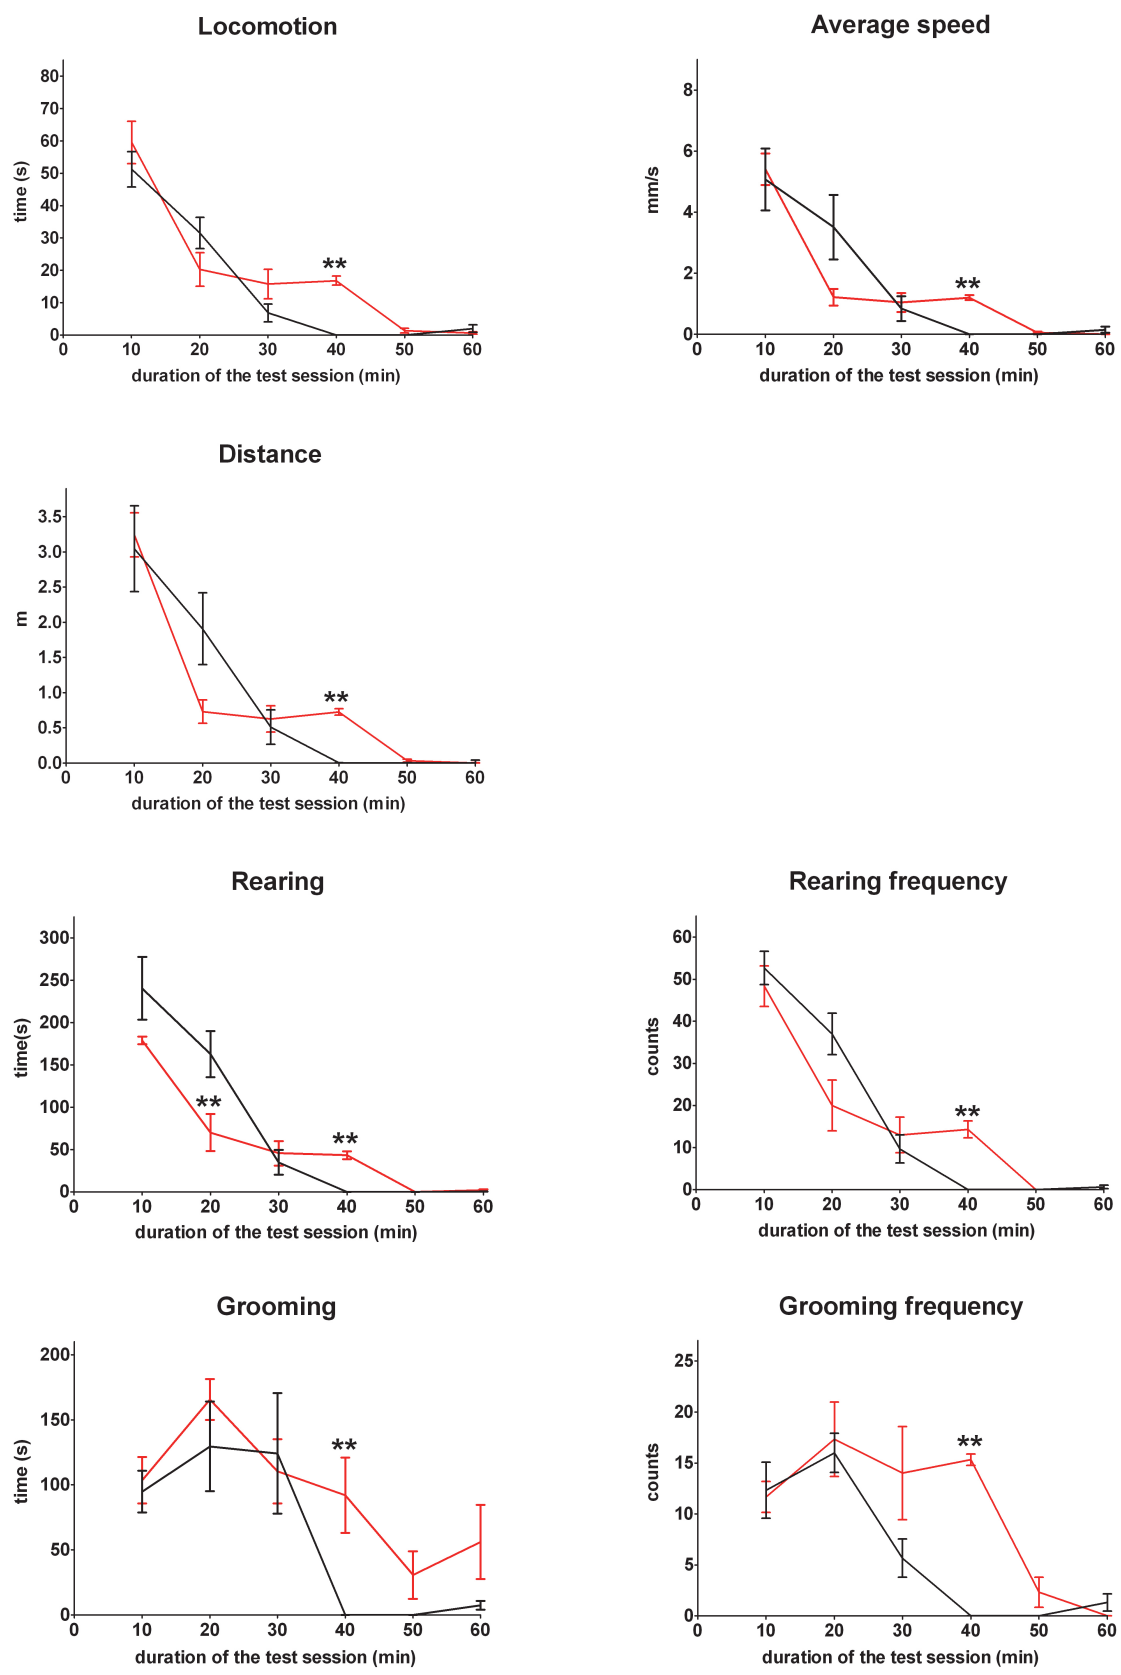 Locomotion
80
70
60
50
40
30
20
10
0
time (s)
**
0 10 20 30 40 50 60
duration of the test session (min)
Average speed
8
6
4
2
0
mm/s
**
0 10 20 30 40 50 60
duration of the test session (min)
Distance
3.5
3.0
2.5
2.0
1.5
1.0
0.5
0.0
m
**
0 10 20 30 40 50 60
duration of the test session (min)
Rearing
300
250
200
150
100
50
0
time(s)
**
**
0 10 20 30 40 50 60
duration of the test session (min)
Rearing frequency
60
50
40
30
20
10
0
counts
**
0 10 20 30 40 50 60
duration of the test session (min)
Grooming
200
150
100
50
0
time (s)
**
0 10 20 30 40 50 60
duration of the test session (min)
Grooming frequency
25
20
15
10
5
0
counts
**
0 10 20 30 40 50 60
duration of the test session (min)